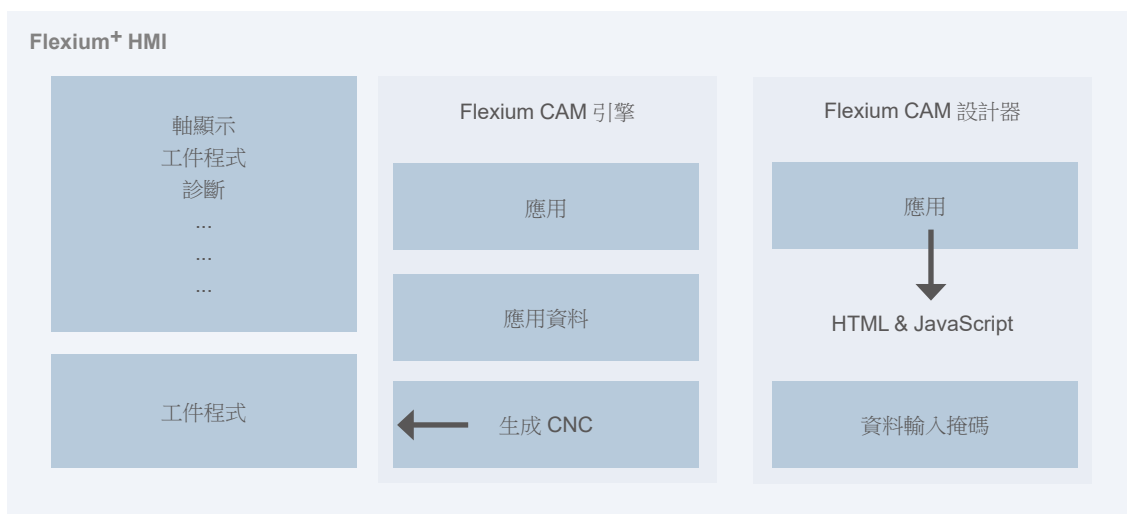 Flexium+ HMI
軸顯示
工件程式
診斷
...
...
...
工件程式
Flexium CAM 引擎
應用
應用資料
生成 CNC
Flexium CAM 設計器
應用
HTML & JavaScript
資料輸入掩碼